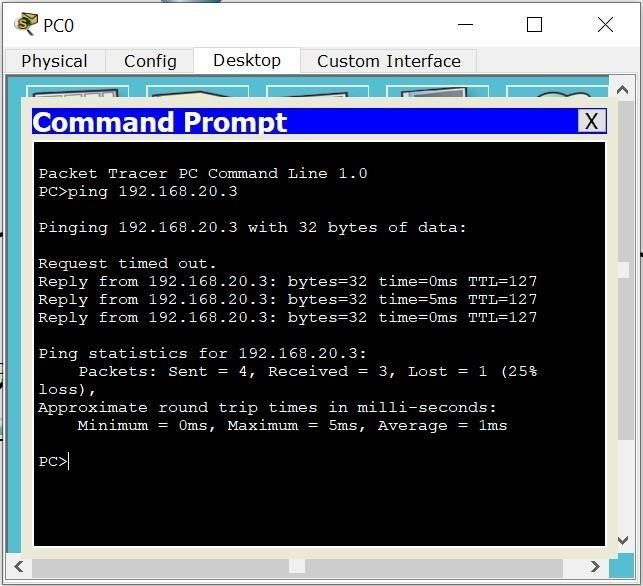 PC0
Physical Config Desktop Custom Interface
Command Prompt X
Packet Tracer PC Command Line 1.0
PC>ping 192.168.20.3
Pinging 192.168.20.3 with 32 bytes of data:
Request timed out.
Reply from 192.168.20.3: bytes=32 time=0ms TTL=127
Reply from 192.168.20.3: bytes=32 time=5ms TTL=127
Reply from 192.168.20.3: bytes=32 time=0ms TTL=127
Ping statistics for 192.168.20.3:
Packets: Sent = 4, Received = 3, Lost = 1 (25%
loss),
Approximate round trip times in milli-seconds:
Minimum = 0ms, Maximum = 5ms, Average = 1ms
PC>